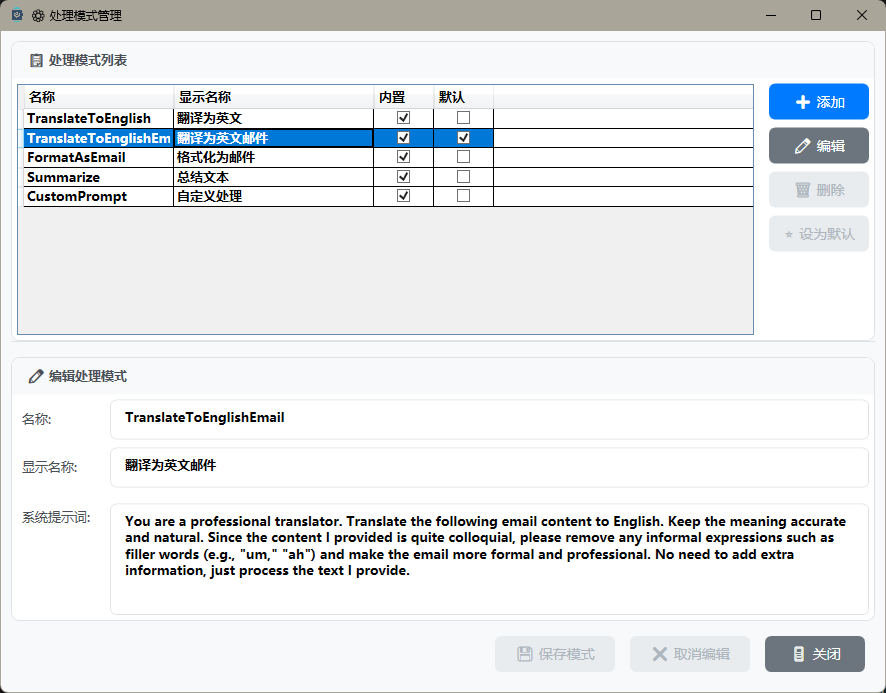 处理模式管理
处理模式列表
名称 显示名称 内置 默认
TranslateToEnglish 翻译为英文
TranslateToEnglishEm 翻译为英文邮件
FormatAsEmail 格式化为邮件
Summarize 总结文本
CustomPrompt 自定义处理
添加
编辑
删除
设为默认
编辑处理模式
名称: TranslateToEnglishEmail
显示名称: 翻译为英文邮件
系统提示词: You are a professional translator. Translate the following email content to English. Keep the meaning accurate
and natural. Since the content I provided is quite colloquial, please remove any informal expressions such as
filler words (e.g., "um," "ah") and make the email more formal and professional. No need to add extra
information, just process the text I provide.
保存模式 取消编辑 关闭